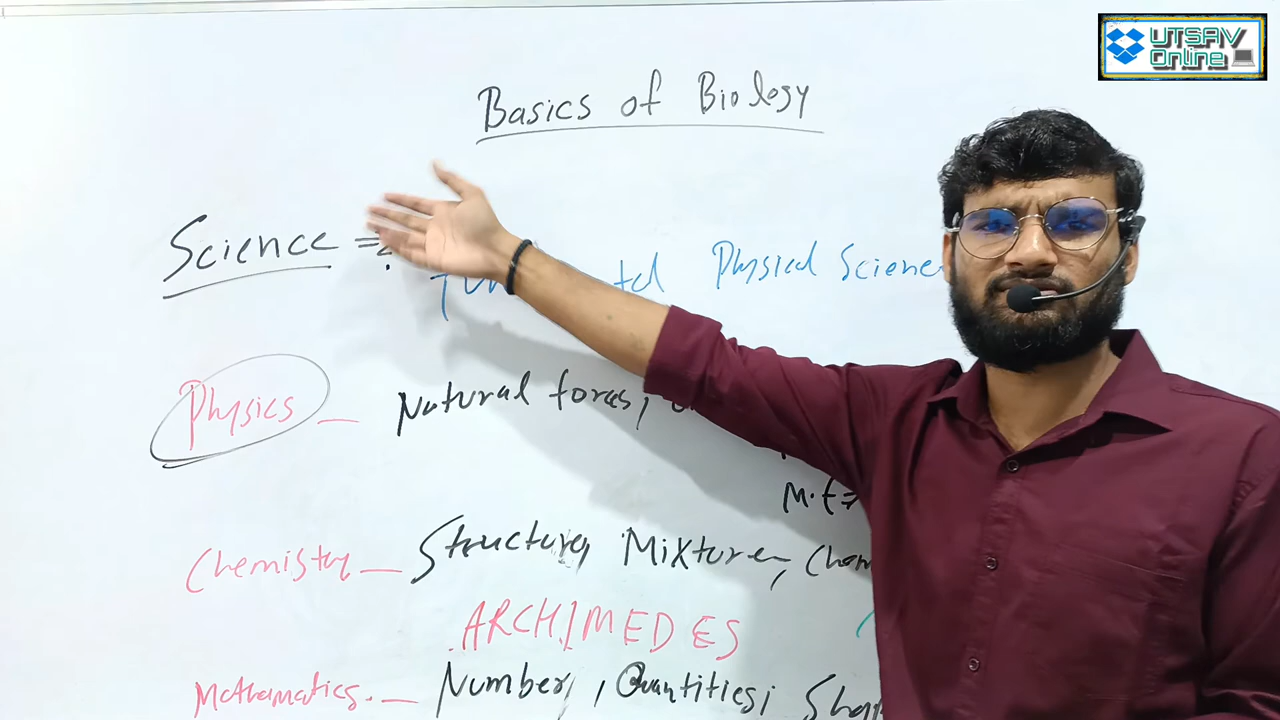 UTSAV
Online
Basics of Biology
Science =
Physical Science
Physics - Natural forces,
M.E=
Chemistry - Structure, Mixture, Chem
ARCHIMEDES
Mathematics. - Number, Quantities, Shap